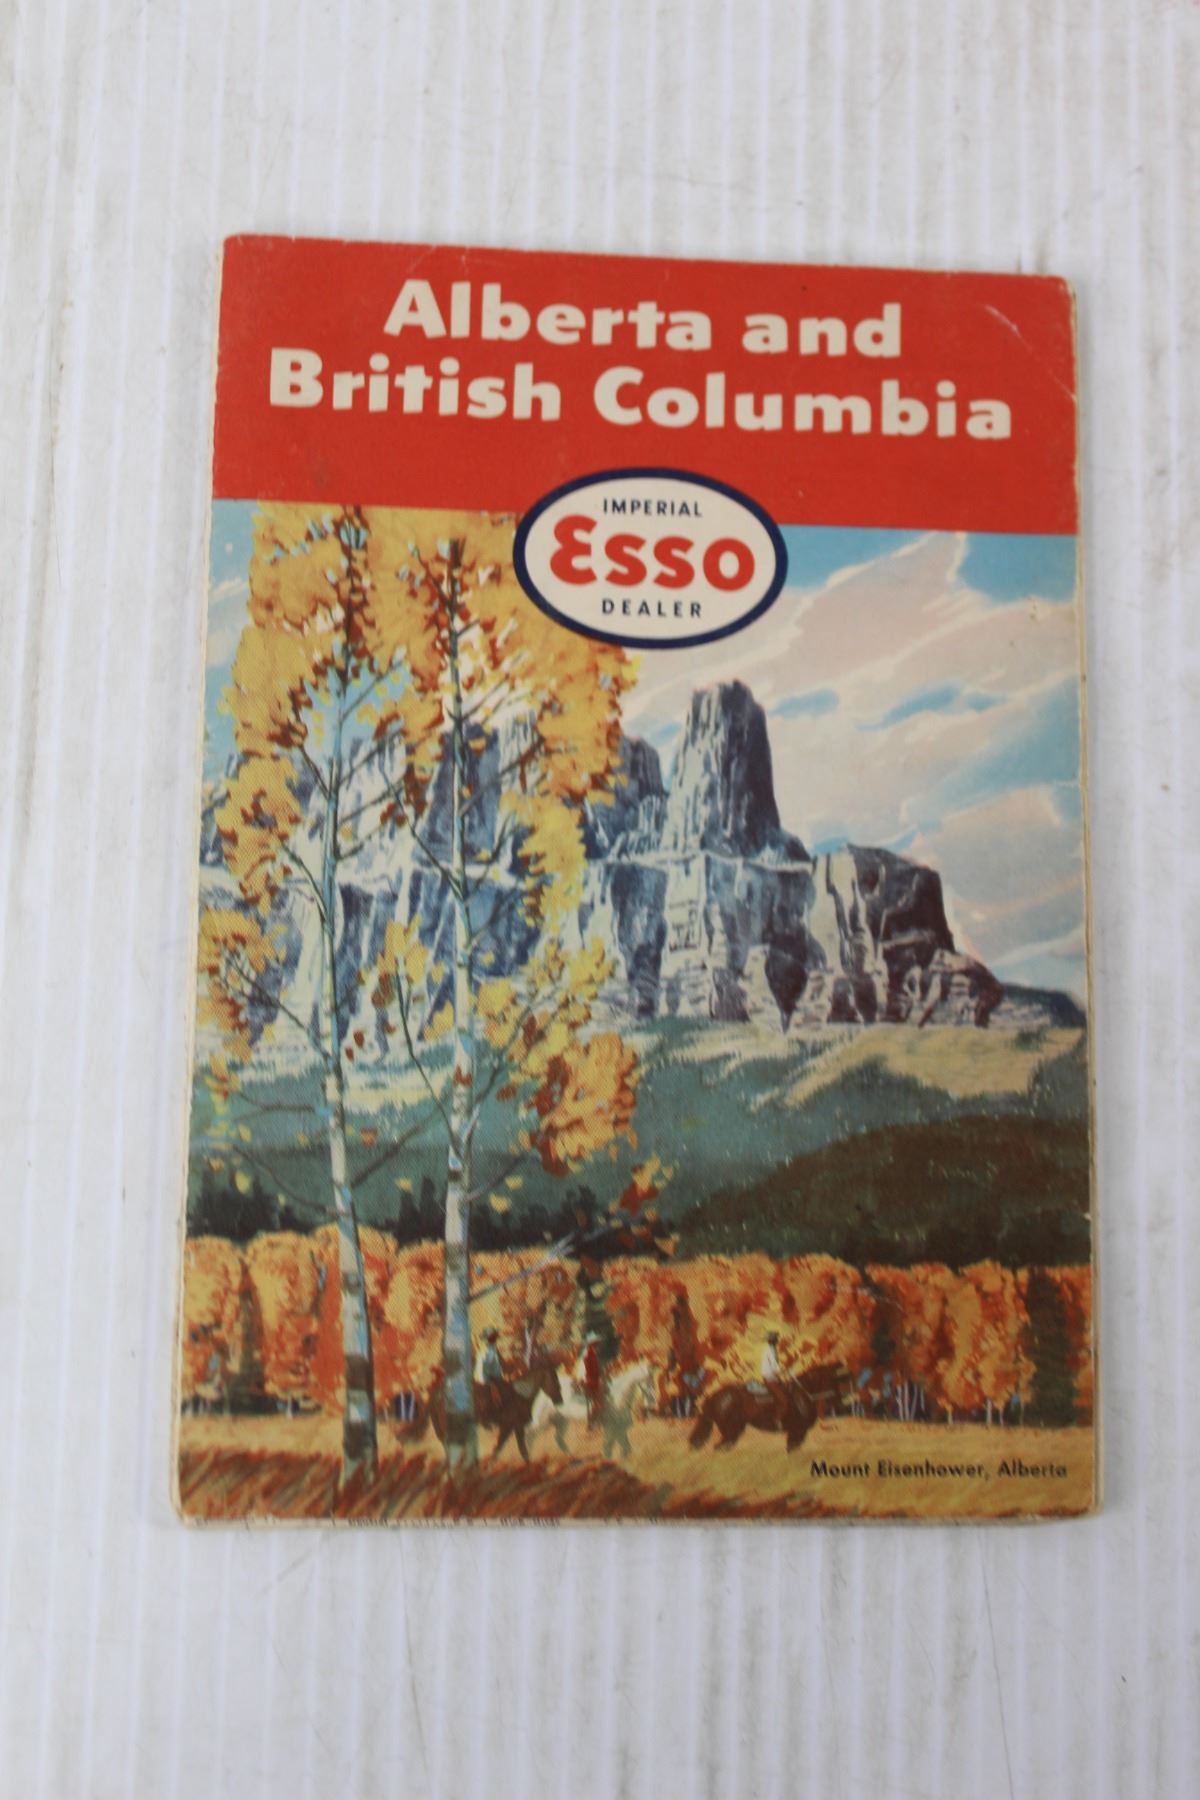 Alberta and
British Columbia
IMPERIAL
Esso
DEALER
Mount Eisenhower, Alberta